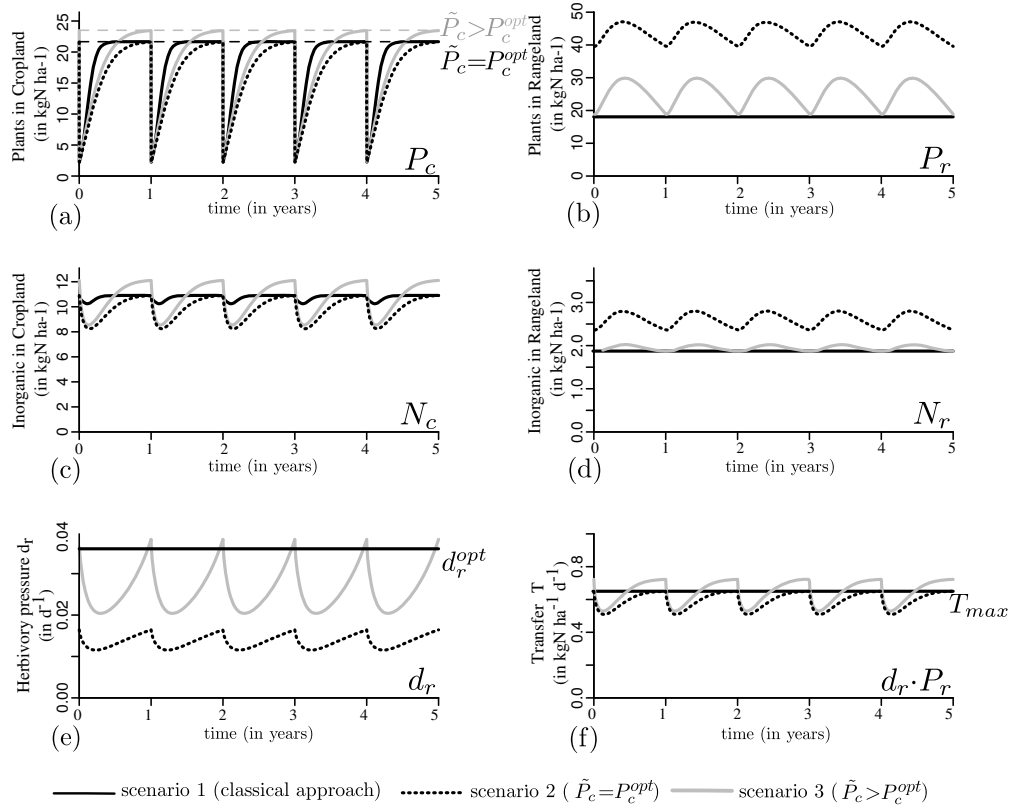 Plants in Cropland
(in kgN ha-1)
0 5 10 15 20 25
P̃c>Pc^opt
P̃c=Pc^opt
Pc
0 1 2 3 4 5
time (in years)
(a)
Plants in Rangeland
(in kgN ha-1)
0 10 20 30 40 50
Pr
0 1 2 3 4 5
time (in years)
(b)
Inorganic in Cropland
(in kgN ha-1)
0 2 4 6 8 10 12
Nc
0 1 2 3 4 5
time (in years)
(c)
Inorganic in Rangeland
(in kgN ha-1)
0.0 1.0 2.0 3.0
Nr
0 1 2 3 4 5
time (in years)
(d)
Herbivory pressure dr
(in d⁻¹)
0.00 0.02 0.04
dr^opt
dr
0 1 2 3 4 5
time (in years)
(e)
Transfer T
(in kgN ha⁻¹ d⁻¹)
0.0 0.4 0.8
Tmax
dr·Pr
0 1 2 3 4 5
time (in years)
(f)
scenario 1 (classical approach) scenario 2 ( P̃c=Pc^opt) scenario 3 ( P̃c>Pc^opt)